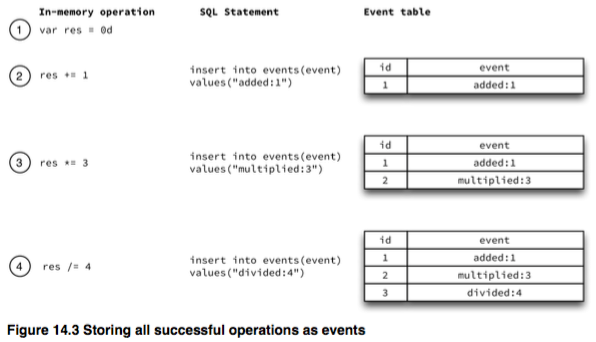 In-memory operation SQL Statement Event table
1 var res = 0d
2 res += 1 insert into events(event)
values("added:1")
id event
1 added:1
3 res *= 3 insert into events(event)
values("multiplied:3")
id event
1 added:1
2 multiplied:3
4 res /= 4 insert into events(event)
values("divided:4")
id event
1 added:1
2 multiplied:3
3 divided:4
Figure 14.3 Storing all successful operations as events